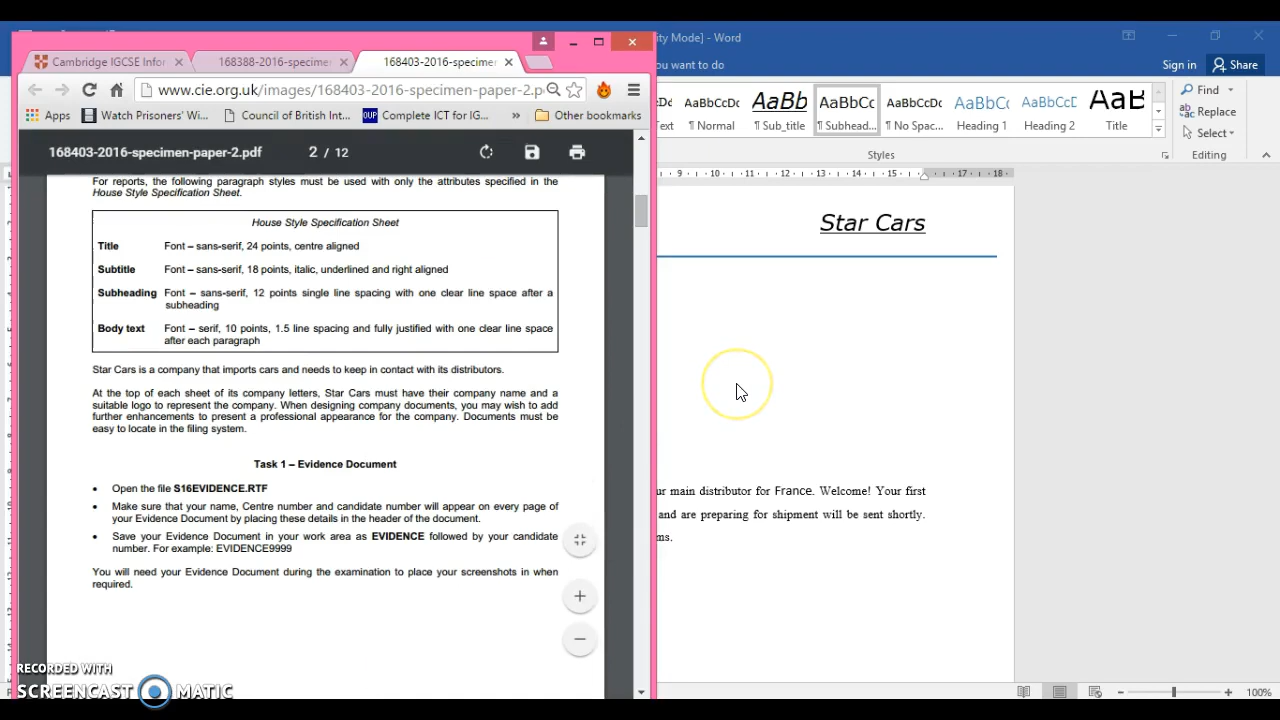 ty Mode] - Word
Cambridge IGCSE Infor
168388-2016-specimen
168403-2016-specimen-
you want to do
Sign in
Share
www.cie.org.uk/images/168403-2016-specimen-paper-2.p
Apps
Watch Prisoners' Wi...
Council of British Int...
OUP
Complete ICT for IG...
»
Other bookmarks
AaBbCcDc
AaBbCcDc
AaBb
AaBbCc
AaBbCcDc
AaBbCc
AaBbCcD
AaB
Text
¶ Normal
¶ Sub_title
¶ Subhead...
¶ No Spac...
Heading 1
Heading 2
Title
Find
Replace
Select
Styles
Editing
168403-2016-specimen-paper-2.pdf
2 / 12
9 10 11 12 13 14 15 17 18
For reports, the following paragraph styles must be used with only the attributes specified in the
House Style Specification Sheet.
House Style Specification Sheet
Title Font – sans-serif, 24 points, centre aligned
Subtitle Font – sans-serif, 18 points, italic, underlined and right aligned
Subheading Font – sans-serif, 12 points single line spacing with one clear line space after a
subheading
Body text Font – serif, 10 points, 1.5 line spacing and fully justified with one clear line space
after each paragraph
Star Cars is a company that imports cars and needs to keep in contact with its distributors.
At the top of each sheet of its company letters, Star Cars must have their company name and a
suitable logo to represent the company. When designing company documents, you may wish to add
further enhancements to present a professional appearance for the company. Documents must be
easy to locate in the filing system.
Task 1 – Evidence Document
• Open the file S16EVIDENCE.RTF
• Make sure that your name, Centre number and candidate number will appear on every page of
your Evidence Document by placing these details in the header of the document.
• Save your Evidence Document in your work area as EVIDENCE followed by your candidate
number. For example: EVIDENCE9999
You will need your Evidence Document during the examination to place your screenshots in when
required.
Star Cars
ur main distributor for France. Welcome! Your first
and are preparing for shipment will be sent shortly.
ms.
RECORDED WITH
SCREENCAST MATIC
100%